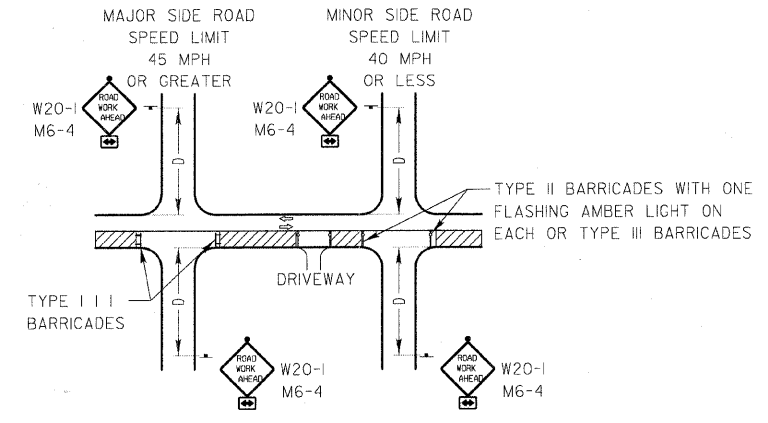 MAJOR SIDE ROAD
SPEED LIMIT
45 MPH
OR GREATER
MINOR SIDE ROAD
SPEED LIMIT
40 MPH
OR LESS
ROAD
WORK
AHEAD
W20-1
M6-4
ROAD
WORK
AHEAD
W20-1
M6-4
D
D
TYPE II BARRICADES WITH ONE
FLASHING AMBER LIGHT ON
EACH OR TYPE III BARRICADES
DRIVEWAY
D
D
TYPE III
BARRICADES
ROAD
WORK
AHEAD
W20-1
M6-4
ROAD
WORK
AHEAD
W20-1
M6-4